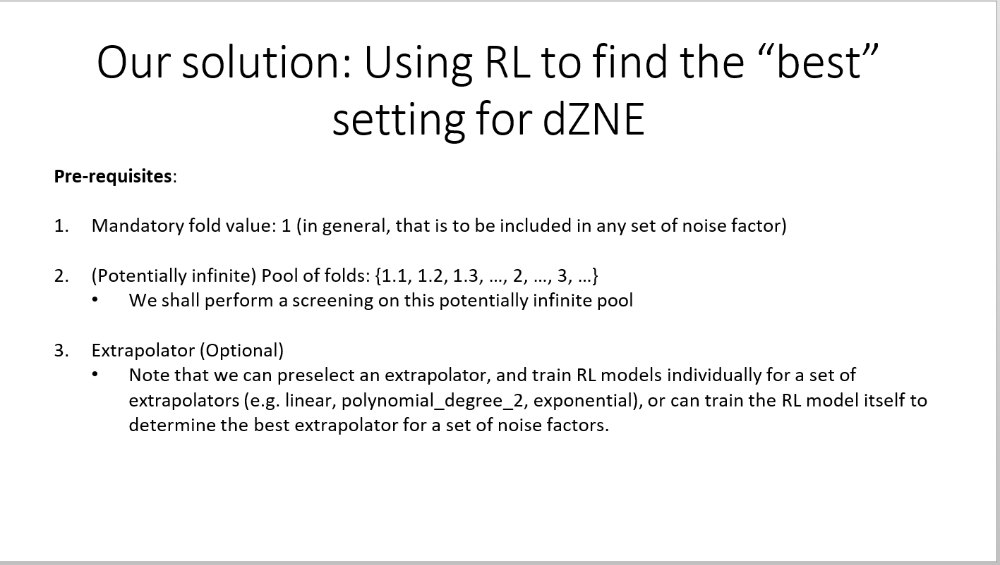 Our solution: Using RL to find the “best”
setting for dZNE
Pre-requisites:
1. Mandatory fold value: 1 (in general, that is to be included in any set of noise factor)
2. (Potentially infinite) Pool of folds: {1.1, 1.2, 1.3, …, 2, …, 3, …}
• We shall perform a screening on this potentially infinite pool
3. Extrapolator (Optional)
• Note that we can preselect an extrapolator, and train RL models individually for a set of
extrapolators (e.g. linear, polynomial_degree_2, exponential), or can train the RL model itself to
determine the best extrapolator for a set of noise factors.